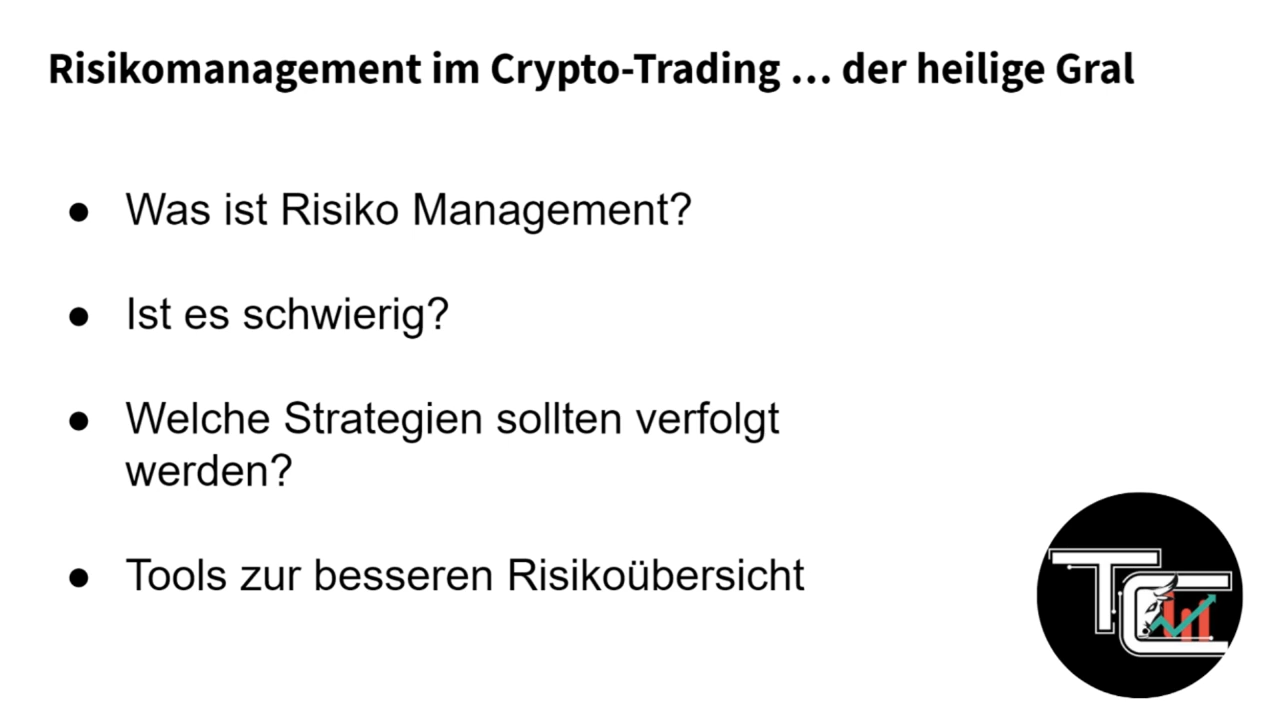 Risikomanagement im Crypto-Trading ... der heilige Gral
● Was ist Risiko Management?
● Ist es schwierig?
● Welche Strategien sollten verfolgt
werden?
● Tools zur besseren Risikoübersicht
TC